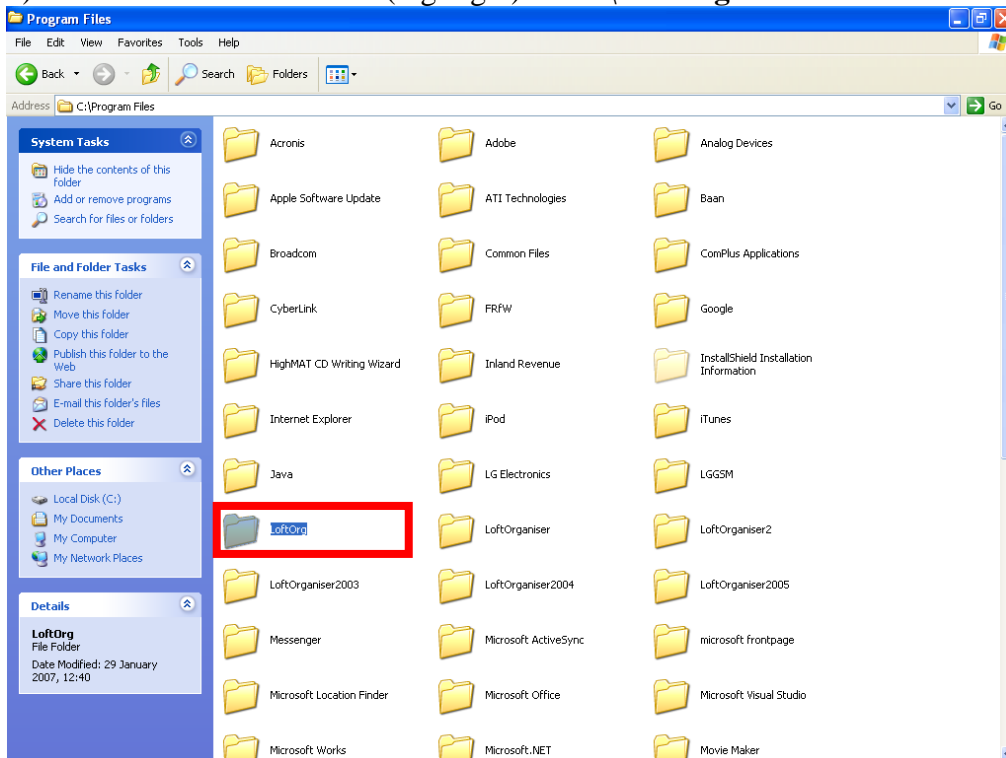 Program Files
File Edit View Favorites Tools Help
Back Search Folders
Address C:\Program Files Go
System Tasks
Hide the contents of this
folder
Add or remove programs
Search for files or folders
File and Folder Tasks
Rename this folder
Move this folder
Copy this folder
Publish this folder to the
Web
Share this folder
E-mail this folder's files
Delete this folder
Other Places
Local Disk (C:)
My Documents
My Computer
My Network Places
Details
LoftOrg
File Folder
Date Modified: 29 January
2007, 12:40
Acronis Adobe Analog Devices
Apple Software Update ATI Technologies Baan
Broadcom Common Files ComPlus Applications
CyberLink FRfW Google
HighMAT CD Writing Wizard Inland Revenue InstallShield Installation
Information
Internet Explorer iPod iTunes
Java LG Electronics LGGSM
LoftOrg LoftOrganiser LoftOrganiser2
LoftOrganiser2003 LoftOrganiser2004 LoftOrganiser2005
Messenger Microsoft ActiveSync microsoft frontpage
Microsoft Location Finder Microsoft Office Microsoft Visual Studio
Microsoft Works Microsoft.NET Movie Maker